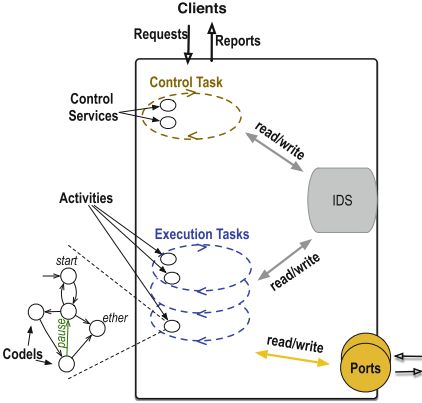 Clients
Requests
Reports
Control Task
Control
Services
read/write
IDS
Activities
Execution Tasks
read/write
start
ether
pause
Codels
read/write
Ports